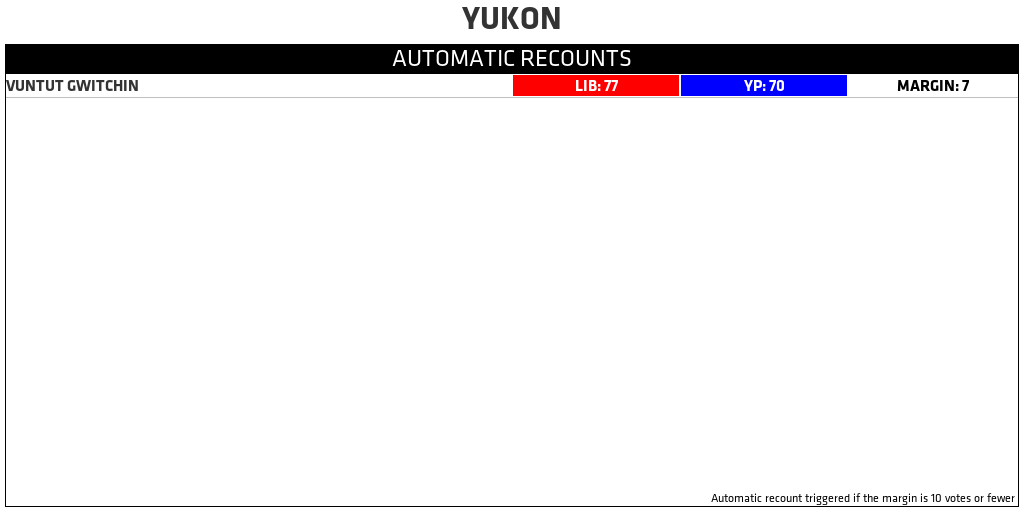 YUKON
AUTOMATIC RECOUNTS
VUNTUT GWITCHIN LIB: 77 YP: 70 MARGIN: 7
Automatic recount triggered if the margin is 10 votes or fewer